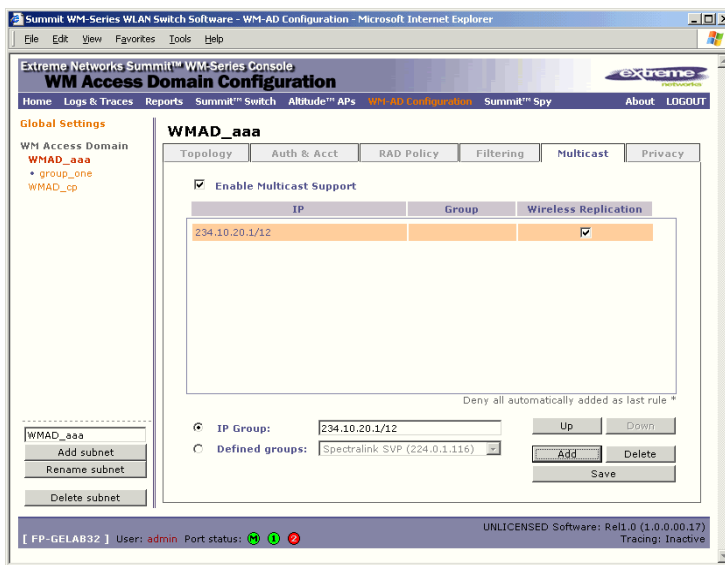 Summit WM-Series WLAN Switch Software - WM-AD Configuration - Microsoft Internet Explorer
File Edit View Favorites Tools Help
Extreme Networks Summit™ WM-Series Console
WM Access Domain Configuration
extreme networks
Home Logs & Traces Reports Summit™ Switch Altitude™ APs WM-AD Configuration Summit™ Spy About LOGOUT
Global Settings
WM Access Domain
WMAD_aaa
• group_one
WMAD_cp
WMAD_aaa
Topology Auth & Acct RAD Policy Filtering Multicast Privacy
Enable Multicast Support
IP Group Wireless Replication
234.10.20.1/12
Deny all automatically added as last rule *
IP Group: 234.10.20.1/12 Up Down
Defined groups: Spectralink SVP (224.0.1.116) Add Delete
Save
WMAD_aaa
Add subnet
Rename subnet
Delete subnet
[ FP-GELAB32 ] User: admin Port status: M 1 2
UNLICENSED Software: Rel1.0 (1.0.0.00.17)
Tracing: Inactive